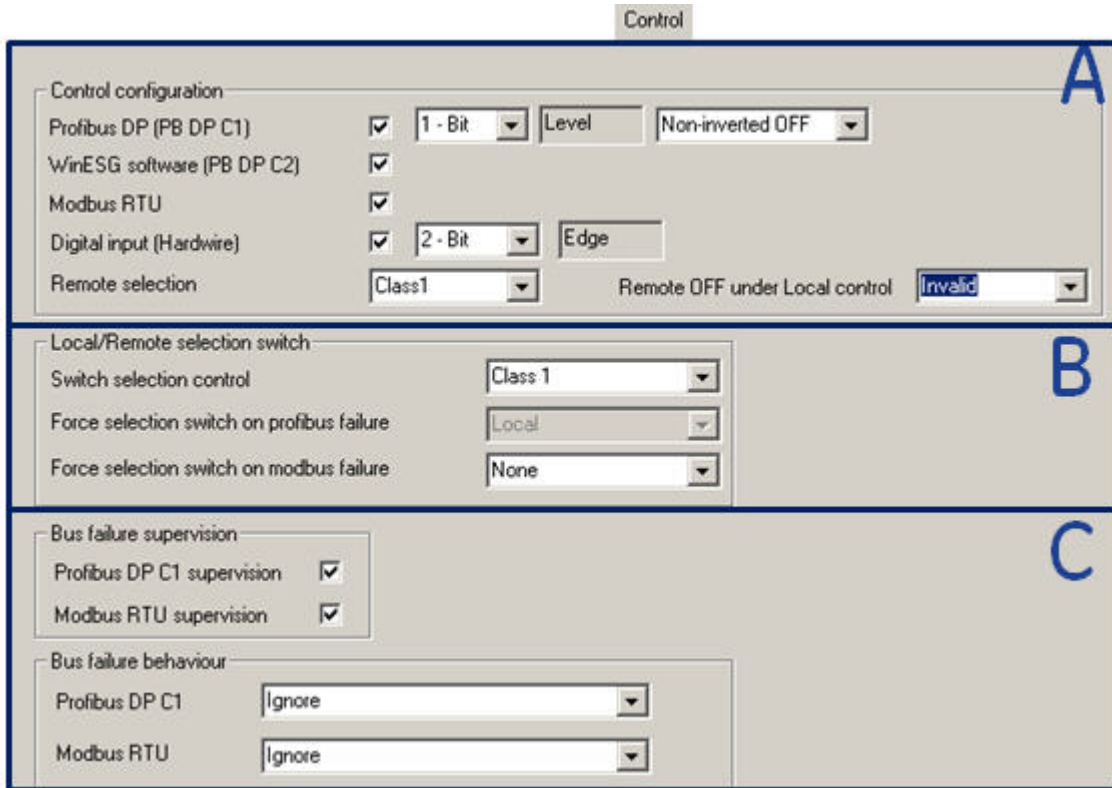 Control
A
Control configuration
Profibus DP (PB DP C1) 1 - Bit Level Non-inverted OFF
WinESG software (PB DP C2)
Modbus RTU
Digital input (Hardwire) 2 - Bit Edge
Remote selection Class1 Remote OFF under Local control Invalid
B
Local/Remote selection switch
Switch selection control Class 1
Force selection switch on profibus failure Local
Force selection switch on modbus failure None
C
Bus failure supervision
Profibus DP C1 supervision
Modbus RTU supervision
Bus failure behaviour
Profibus DP C1 Ignore
Modbus RTU Ignore